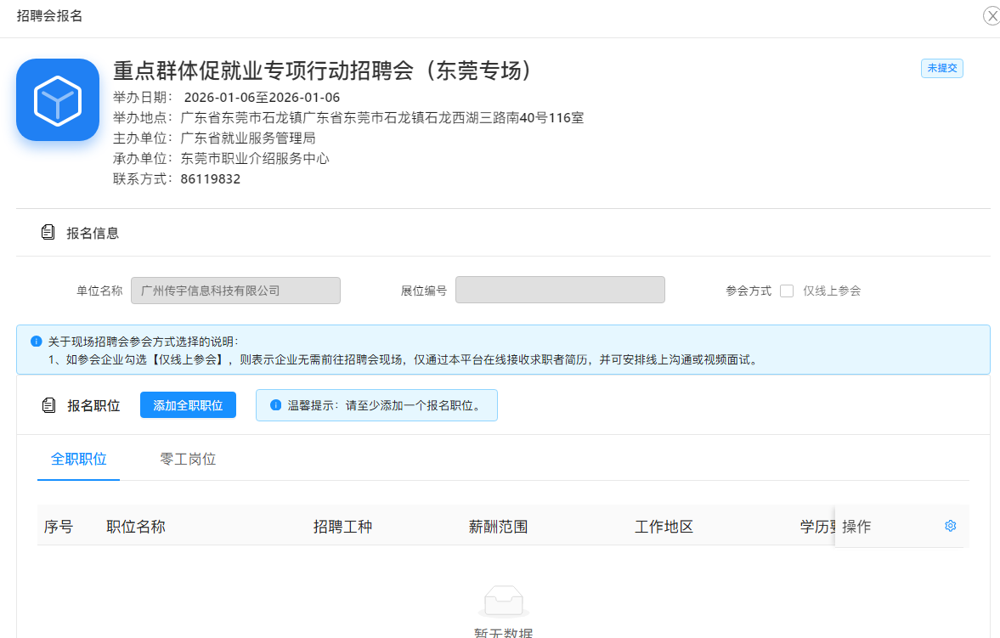 招聘会报名
重点群体促就业专项行动招聘会（东莞专场）
未提交
举办日期： 2026-01-06至2026-01-06
举办地点：广东省东莞市石龙镇广东省东莞市石龙镇石龙西湖三路南40号116室
主办单位：广东省就业服务管理局
承办单位：东莞市职业介绍服务中心
联系方式：86119832
报名信息
单位名称 广州传宇信息科技有限公司 展位编号 参会方式 仅线上参会
关于现场招聘会参会方式选择的说明：
1、如参会企业勾选【仅线上参会】，则表示企业无需前往招聘会现场，仅通过本平台在线接收求职者简历，并可安排线上沟通或视频面试。
报名职位 添加全职职位 温馨提示：请至少添加一个报名职位。
全职职位 零工岗位
序号 职位名称 招聘工种 薪酬范围 工作地区 学历 操作
暂无数据